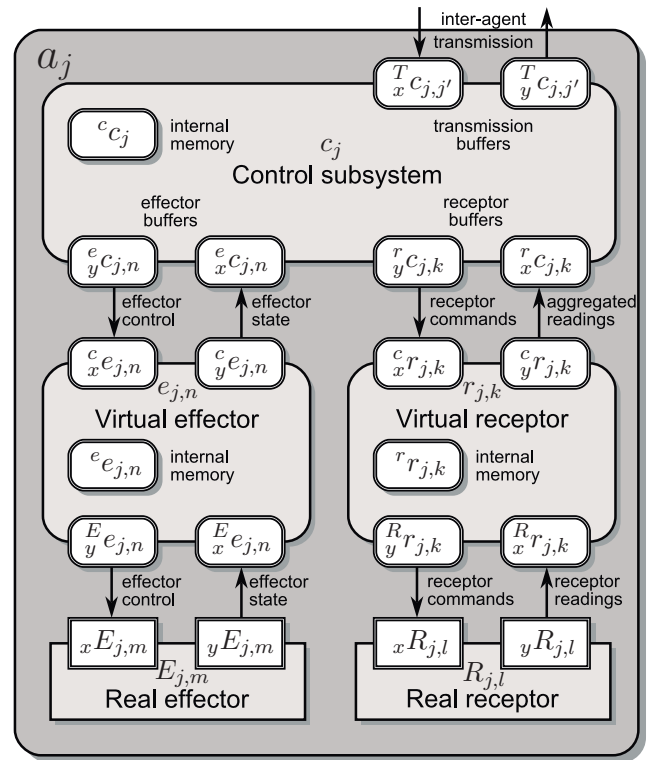 inter-agent
transmission
a_j
^T_x c_{j,j'}
^T_y c_{j,j'}
^c c_j
internal
memory
transmission
buffers
c_j
Control subsystem
effector
buffers
receptor
buffers
^e_y c_{j,n}
^e_x c_{j,n}
^r_y c_{j,k}
^r_x c_{j,k}
effector
control
effector
state
receptor
commands
aggregated
readings
^c_x e_{j,n}
^c_y e_{j,n}
^c_x r_{j,k}
^c_y r_{j,k}
e_{j,n}
r_{j,k}
Virtual effector
Virtual receptor
^e e_{j,n}
internal
memory
^r r_{j,k}
internal
memory
^E_y e_{j,n}
^E_x e_{j,n}
^R_y r_{j,k}
^R_x r_{j,k}
effector
control
effector
state
receptor
commands
receptor
readings
_x E_{j,m}
_y E_{j,m}
_x R_{j,l}
_y R_{j,l}
E_{j,m}
R_{j,l}
Real effector
Real receptor